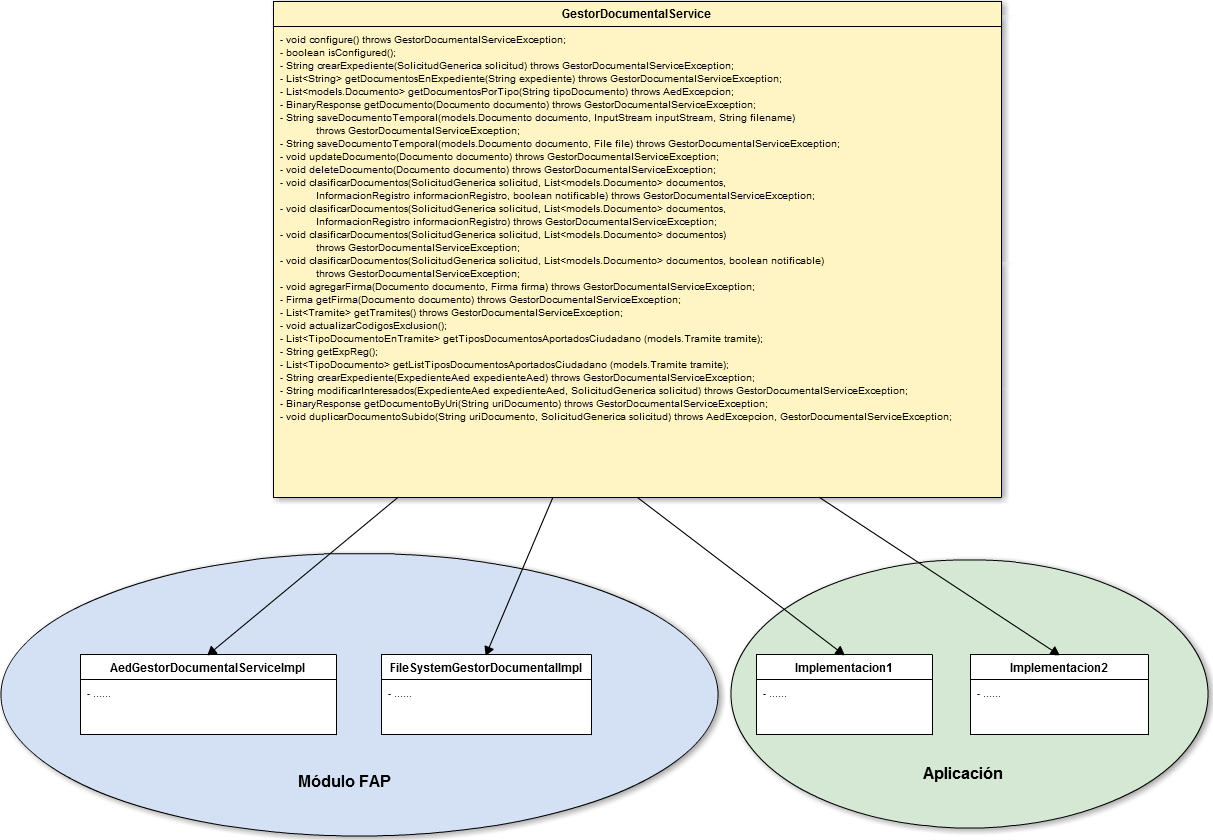 GestorDocumentalService
- void configure() throws GestorDocumentalServiceException;
- boolean isConfigured();
- String crearExpediente(SolicitudGenerica solicitud) throws GestorDocumentalServiceException;
- List<String> getDocumentosEnExpediente(String expediente) throws GestorDocumentalServiceException;
- List<models.Documento> getDocumentosPorTipo(String tipoDocumento) throws AedExcepcion;
- BinaryResponse getDocumento(Documento documento) throws GestorDocumentalServiceException;
- String saveDocumentoTemporal(models.Documento documento, InputStream inputStream, String filename)
throws GestorDocumentalServiceException;
- String saveDocumentoTemporal(models.Documento documento, File file) throws GestorDocumentalServiceException;
- void updateDocumento(Documento documento) throws GestorDocumentalServiceException;
- void deleteDocumento(Documento documento) throws GestorDocumentalServiceException;
- void clasificarDocumentos(SolicitudGenerica solicitud, List<models.Documento> documentos,
InformacionRegistro informacionRegistro, boolean notificable) throws GestorDocumentalServiceException;
- void clasificarDocumentos(SolicitudGenerica solicitud, List<models.Documento> documentos,
InformacionRegistro informacionRegistro) throws GestorDocumentalServiceException;
- void clasificarDocumentos(SolicitudGenerica solicitud, List<models.Documento> documentos)
throws GestorDocumentalServiceException;
- void clasificarDocumentos(SolicitudGenerica solicitud, List<models.Documento> documentos, boolean notificable)
throws GestorDocumentalServiceException;
- void agregarFirma(Documento documento, Firma firma) throws GestorDocumentalServiceException;
- Firma getFirma(Documento documento) throws GestorDocumentalServiceException;
- List<Tramite> getTramites() throws GestorDocumentalServiceException;
- void actualizarCodigosExclusion();
- List<TipoDocumentoEnTramite> getTiposDocumentosAportadosCiudadano (models.Tramite tramite);
- String getExpReg();
- List<TipoDocumento> getListTiposDocumentosAportadosCiudadano (models.Tramite tramite);
- String crearExpediente(ExpedienteAed expedienteAed) throws GestorDocumentalServiceException;
- String modificarInteresados(ExpedienteAed expedienteAed, SolicitudGenerica solicitud) throws GestorDocumentalServiceException;
- BinaryResponse getDocumentoByUri(String uriDocumento) throws GestorDocumentalServiceException;
- void duplicarDocumentoSubido(String uriDocumento, SolicitudGenerica solicitud) throws AedExcepcion, GestorDocumentalServiceException;
AedGestorDocumentalServiceImpl
- ......
FileSystemGestorDocumentalImpl
- ......
Implementacion1
- ......
Implementacion2
- ......
Módulo FAP
Aplicación